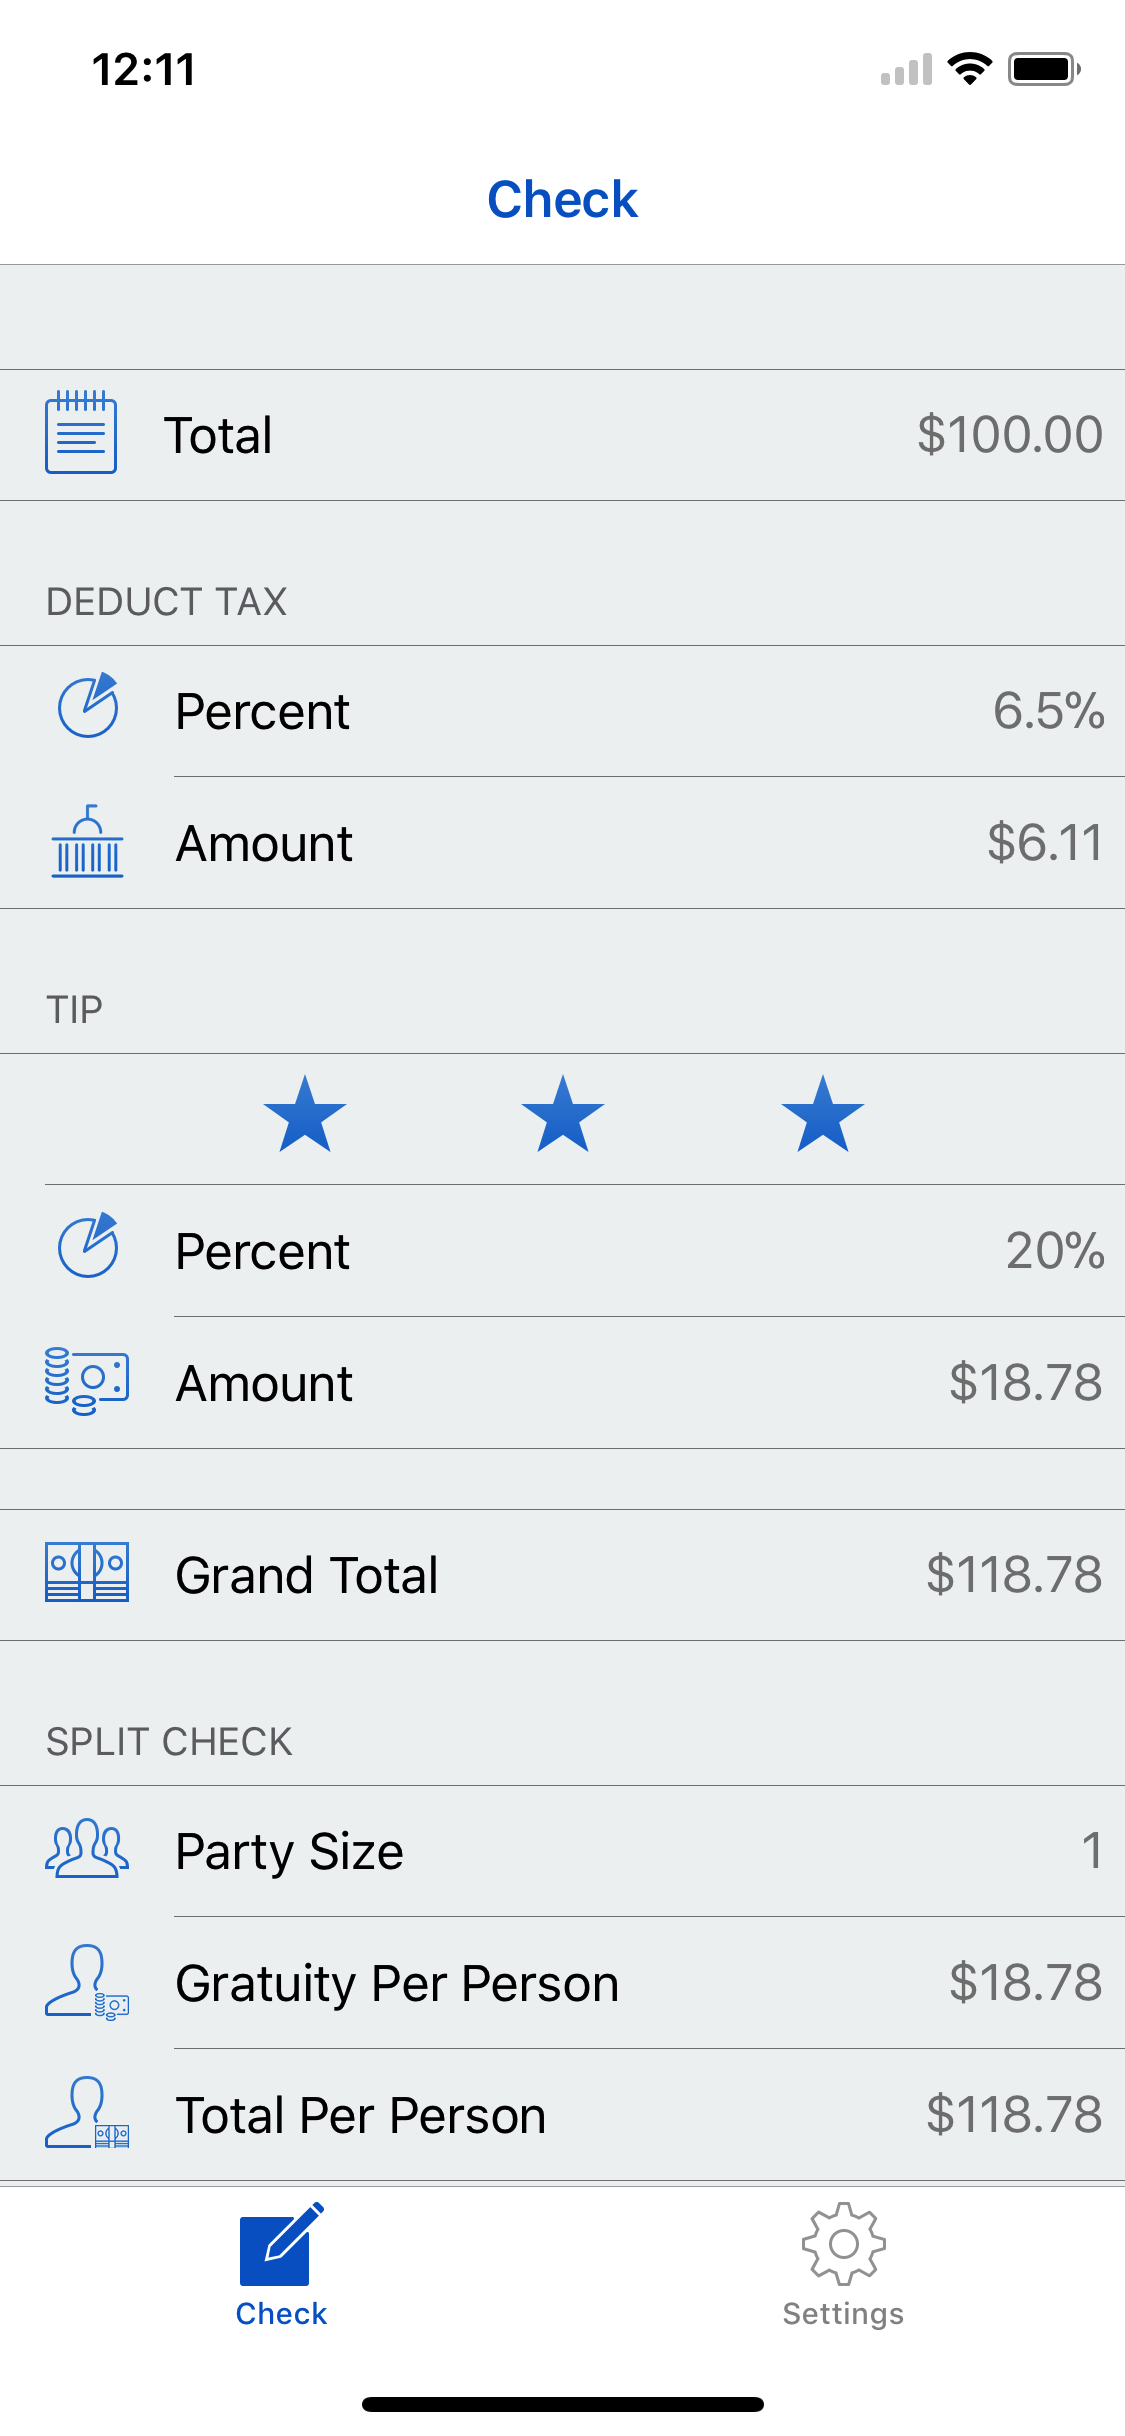 12:11
Check
Total $100.00
DEDUCT TAX
Percent 6.5%
Amount $6.11
TIP
Percent 20%
Amount $18.78
Grand Total $118.78
SPLIT CHECK
Party Size 1
Gratuity Per Person $18.78
Total Per Person $118.78
Check Settings